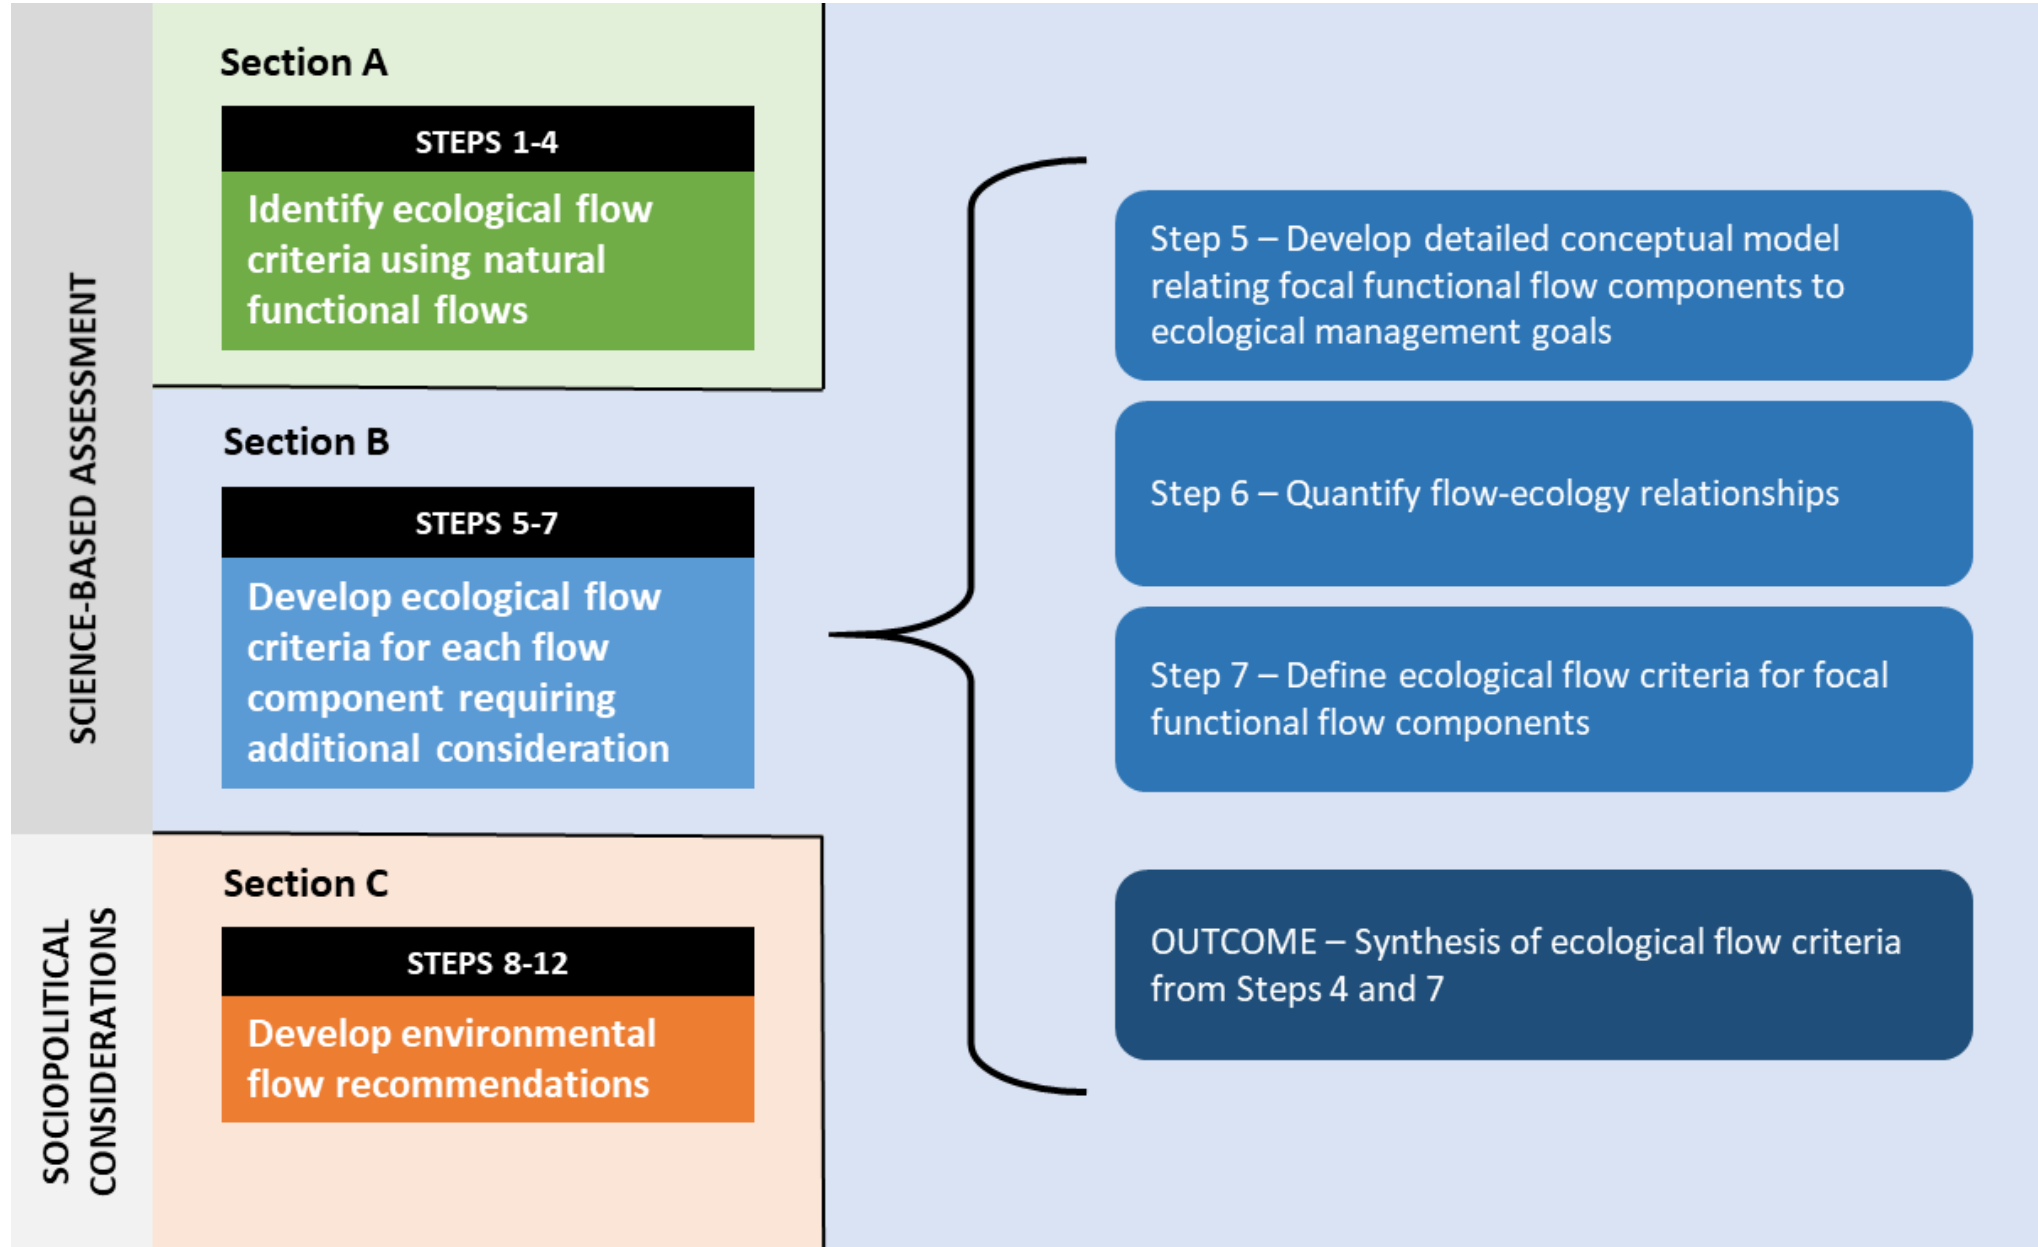 SCIENCE-BASED ASSESSMENT
Section A
STEPS 1-4
Identify ecological flow
criteria using natural
functional flows
Section B
STEPS 5-7
Develop ecological flow
criteria for each flow
component requiring
additional consideration
SOCIOPOLITICAL
CONSIDERATIONS
Section C
STEPS 8-12
Develop environmental
flow recommendations
Step 5 – Develop detailed conceptual model
relating focal functional flow components to
ecological management goals
Step 6 – Quantify flow-ecology relationships
Step 7 – Define ecological flow criteria for focal
functional flow components
OUTCOME – Synthesis of ecological flow criteria
from Steps 4 and 7